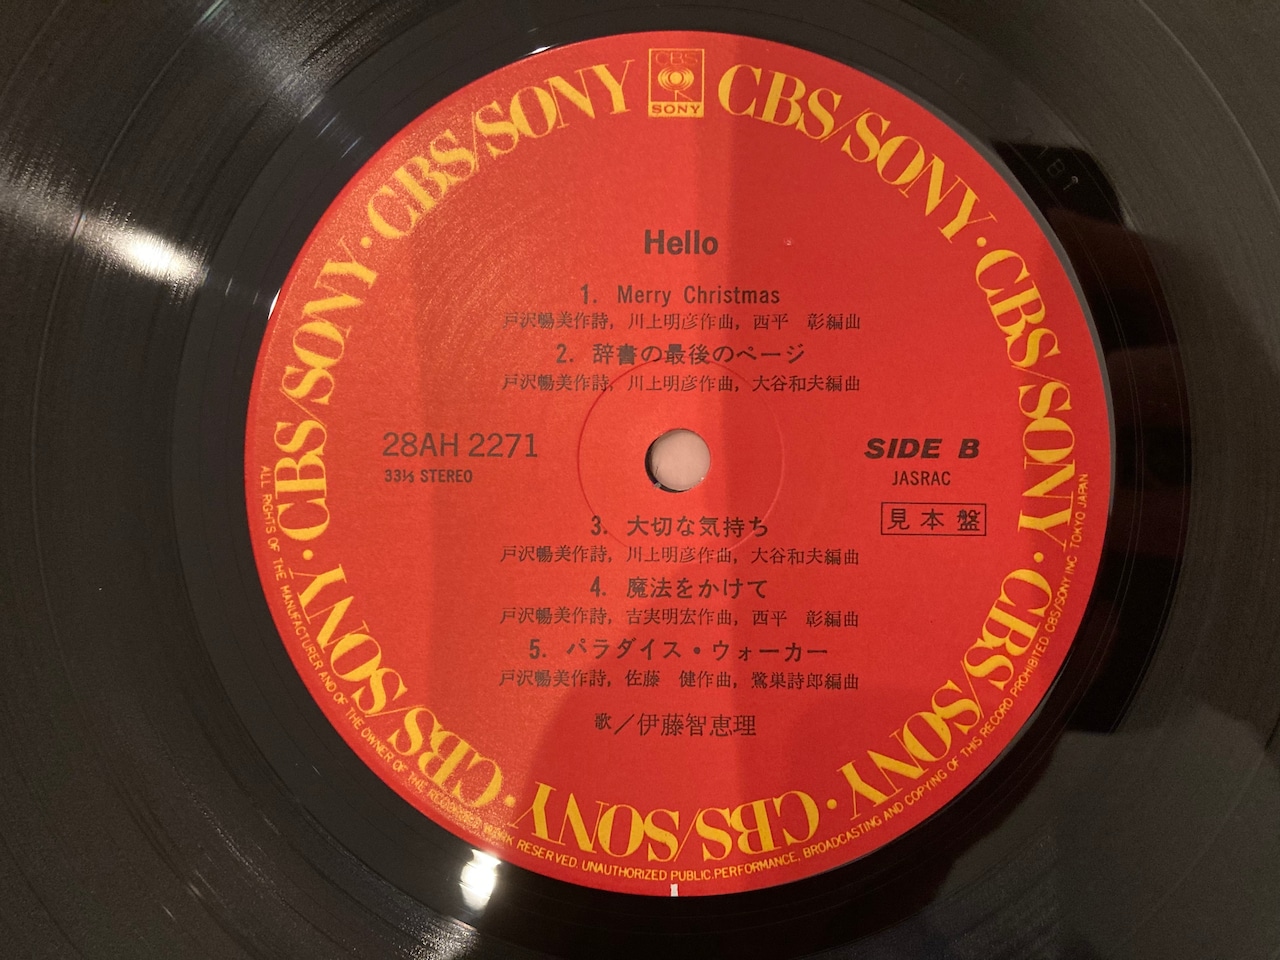 CBS
SONY
CBS/SONY · CBS/SONY · CBS/SONY · CBS/SONY · CBS/SONY · CBS/SONY · CBS/SONY · CBS/SONY
Hello
1. Merry Christmas
戸沢暢美作詩, 川上明彦作曲, 西平 彰編曲
2. 辞書の最後のページ
戸沢暢美作詩, 川上明彦作曲, 大谷和夫編曲
28AH 2271
33⅓ STEREO
SIDE B
JASRAC
見本盤
3. 大切な気持ち
戸沢暢美作詩, 川上明彦作曲, 大谷和夫編曲
4. 魔法をかけて
戸沢暢美作詩, 吉実明宏作曲, 西平 彰編曲
5. パラダイス・ウォーカー
戸沢暢美作詩, 佐藤 健作曲, 鷺巣詩郎編曲
歌／伊藤智恵理
ALL RIGHTS OF THE MANUFACTURER AND OF THE OWNER OF THE RECORDED WORK RESERVED. UNAUTHORIZED PUBLIC PERFORMANCE, BROADCASTING AND COPYING OF THIS RECORD PROHIBITED CBS/SONY INC TOKYO JAPAN